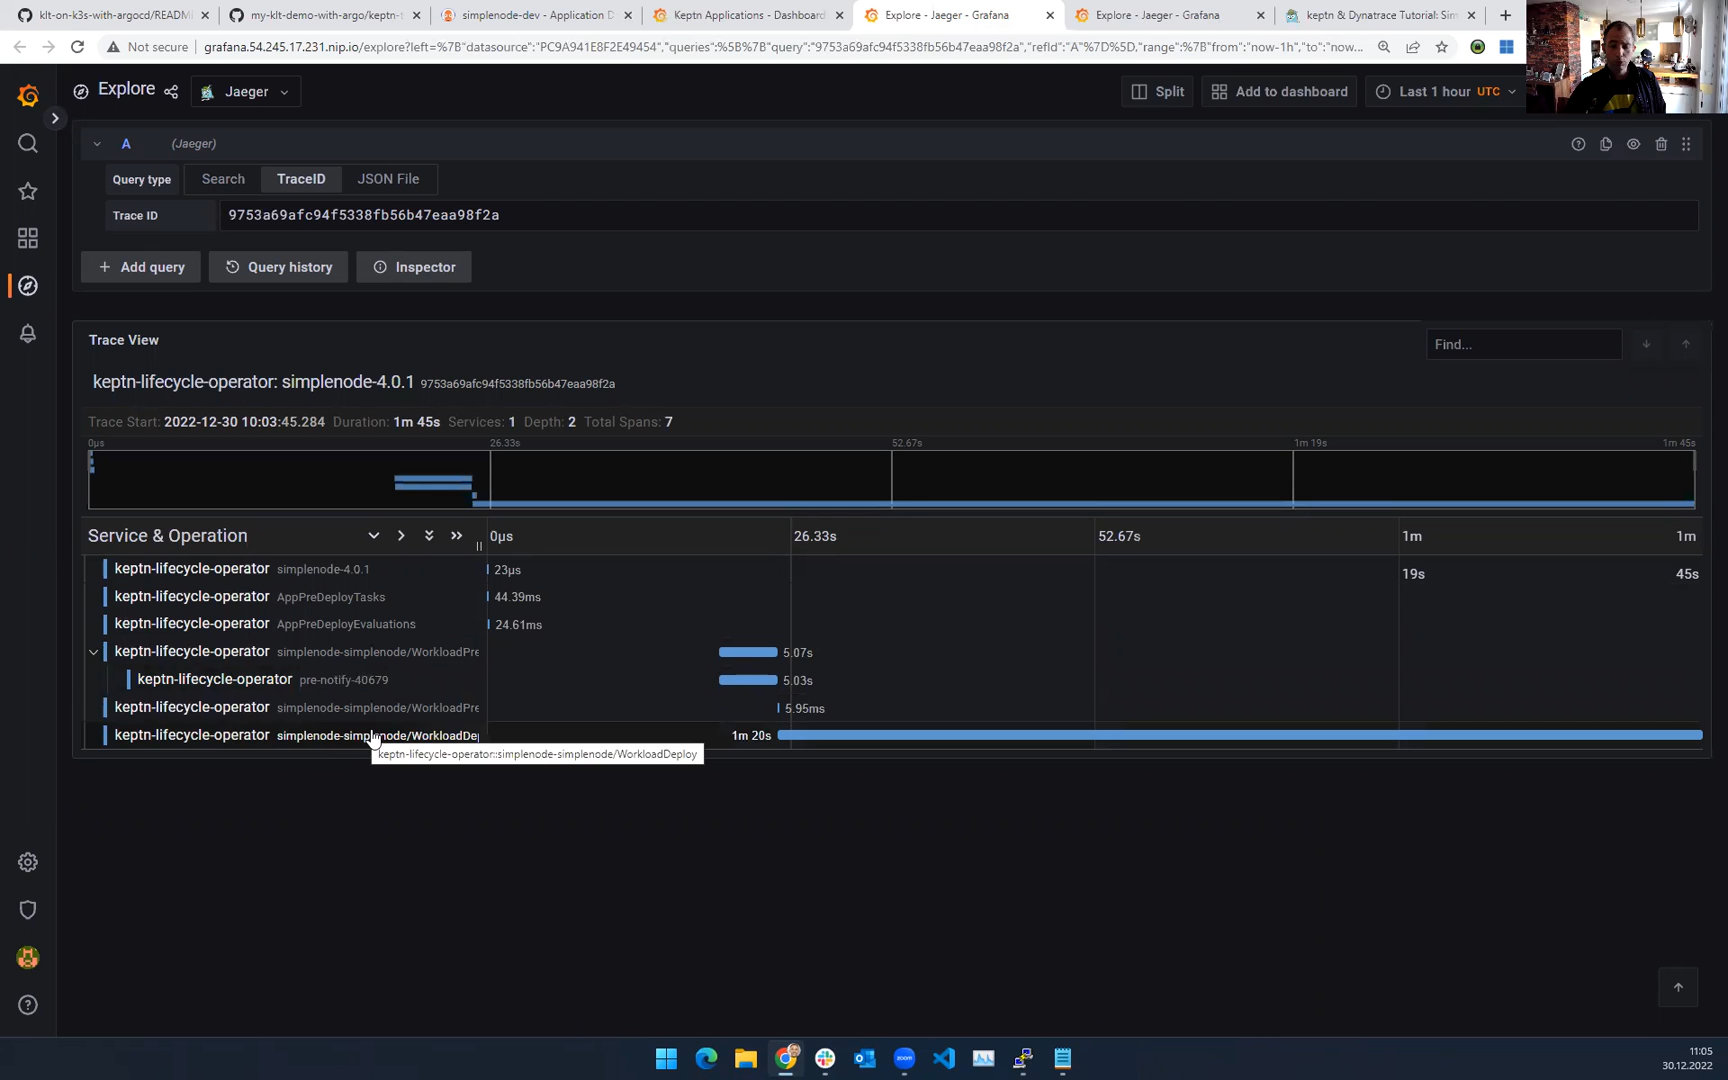 klt-on-k3s-with-argocd/READM
my-klt-demo-with-argo/keptn-t
simplenode-dev - Application D
Keptn Applications - Dashboard
Explore - Jaeger - Grafana
Explore - Jaeger - Grafana
keptn & Dynatrace Tutorial: Sim
Not secure
grafana.54.245.17.231.nip.io/explore?left=%7B"datasource":"PC9A941E8F2E49454","queries":%5B%7B"query":"9753a69afc94f5338fb56b47eaa98f2a","refId":"A"%7D%5D,"range":%7B"from":"now-1h","to":"now...
Explore
Jaeger
Split
Add to dashboard
Last 1 hour UTC
A (Jaeger)
Query type
Search
TraceID
JSON File
Trace ID
9753a69afc94f5338fb56b47eaa98f2a
+ Add query
Query history
Inspector
Trace View
Find...
keptn-lifecycle-operator: simplenode-4.0.1 9753a69afc94f5338fb56b47eaa98f2a
Trace Start: 2022-12-30 10:03:45.284 Duration: 1m 45s Services: 1 Depth: 2 Total Spans: 7
0μs 26.33s 52.67s 1m 19s 1m 45s
Service & Operation
0μs 26.33s 52.67s 1m 1m
19s 45s
keptn-lifecycle-operator simplenode-4.0.1 23μs
keptn-lifecycle-operator AppPreDeployTasks 44.39ms
keptn-lifecycle-operator AppPreDeployEvaluations 24.61ms
keptn-lifecycle-operator simplenode-simplenode/WorkloadPre 5.07s
keptn-lifecycle-operator pre-notify-40679 5.03s
keptn-lifecycle-operator simplenode-simplenode/WorkloadPre 5.95ms
keptn-lifecycle-operator simplenode-simplenode/WorkloadDep 1m 20s
keptn-lifecycle-operator::simplenode-simplenode/WorkloadDeploy
11:05
30.12.2022